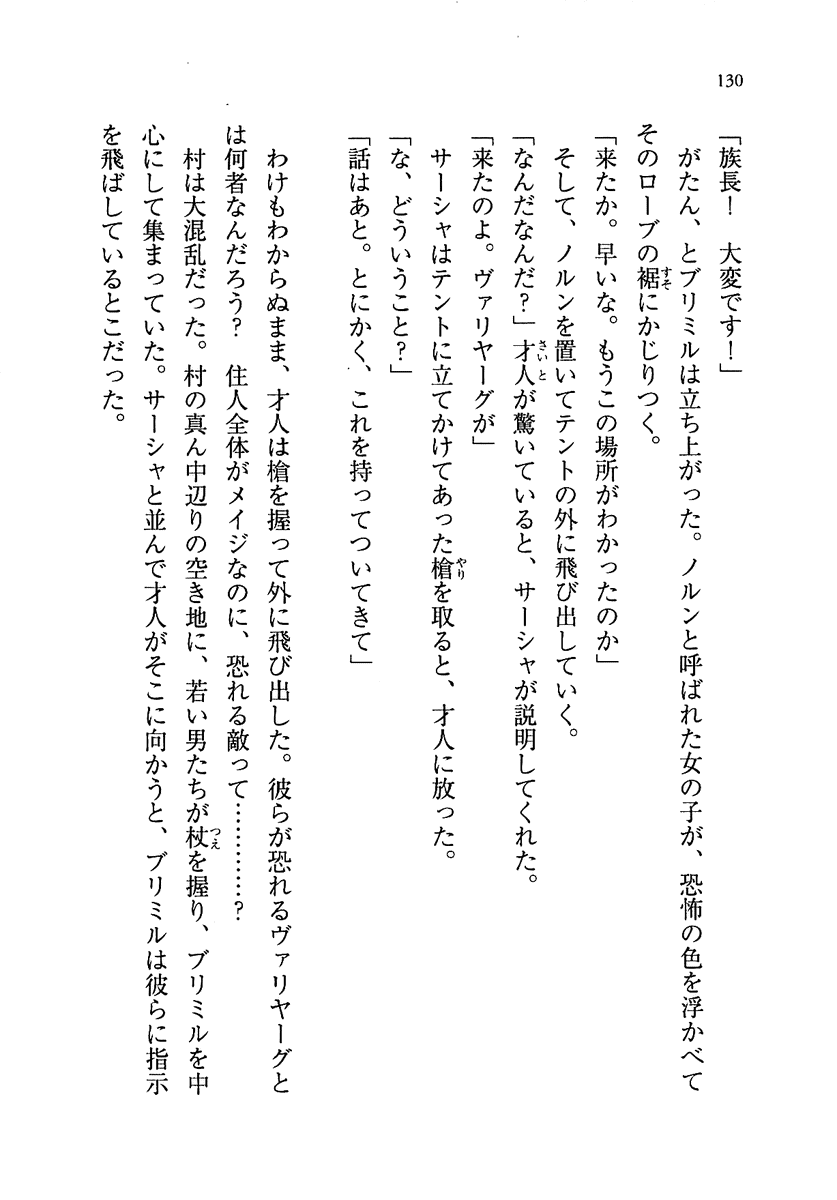 130
「族長！　大変です！」
　がたん、とブリミルは立ち上がった。ノルンと呼ばれた女の子が、恐怖の色を浮かべて
そのローブの裾にかじりつく。
「来たか。早いな。もうこの場所がわかったのか」
　そして、ノルンを置いてテントの外に飛び出していく。
「なんだなんだ？」才人が驚いていると、サーシャが説明してくれた。
「来たのよ。ヴァリヤーグが」
　サーシャはテントに立てかけてあった槍を取ると、才人に放った。
「な、どういうこと？」
「話はあと。とにかく、これを持ってついてきて」
　わけもわからぬまま、才人は槍を握って外に飛び出した。彼らが恐れるヴァリヤーグと
は何者なんだろう？　住人全体がメイジなのに、恐れる敵って…………？
　村は大混乱だった。村の真ん中辺りの空き地に、若い男たちが杖を握り、ブリミルを中
心にして集まっていた。サーシャと並んで才人がそこに向かうと、ブリミルは彼らに指示
を飛ばしているとこだった。